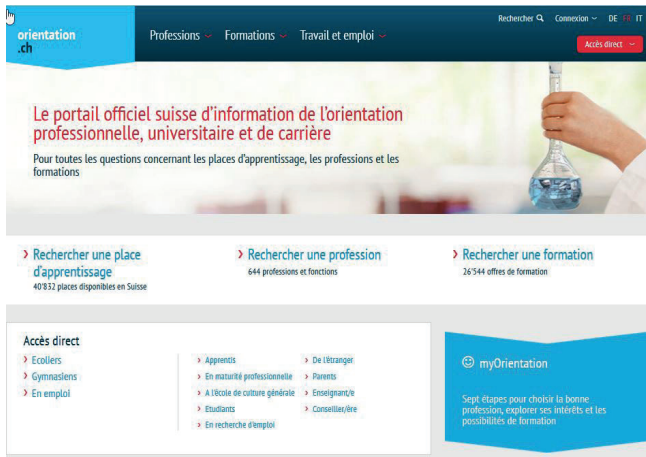 Rechercher Connexion DE FR IT
orientation
.ch
Professions Formations Travail et emploi
Accès direct
Le portail officiel suisse d'information de l'orientation
professionnelle, universitaire et de carrière
Pour toutes les questions concernant les places d'apprentissage, les professions et les
formations
Rechercher une place
d'apprentissage
40'832 places disponibles en Suisse
Rechercher une profession
644 professions et fonctions
Rechercher une formation
26'544 offres de formation
Accès direct
Ecoliers
Gymnasiens
En emploi
Apprentis
En maturité professionnelle
A l'école de culture générale
Etudiants
En recherche d'emploi
De l'étranger
Parents
Enseignant/e
Conseiller/ère
myOrientation
Sept étapes pour choisir la bonne
profession, explorer ses intérêts et les
possibilités de formation